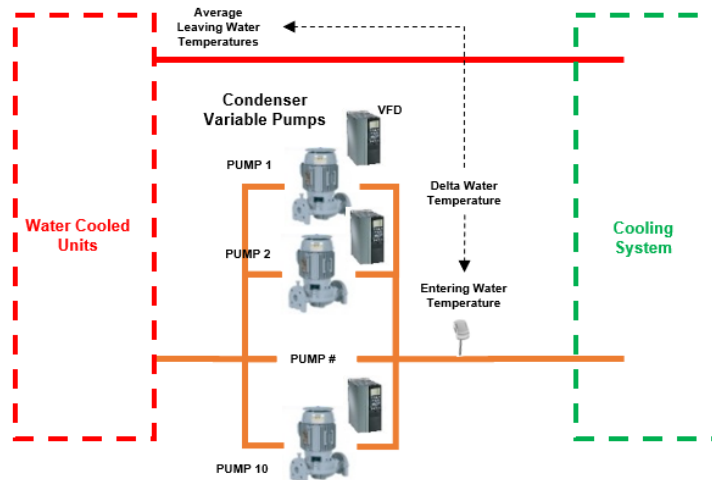 Average
Leaving Water
Temperatures
Condenser
Variable Pumps
VFD
PUMP 1
Delta Water
Temperature
Water Cooled
Units
PUMP 2
Cooling
System
Entering Water
Temperature
PUMP #
PUMP 10